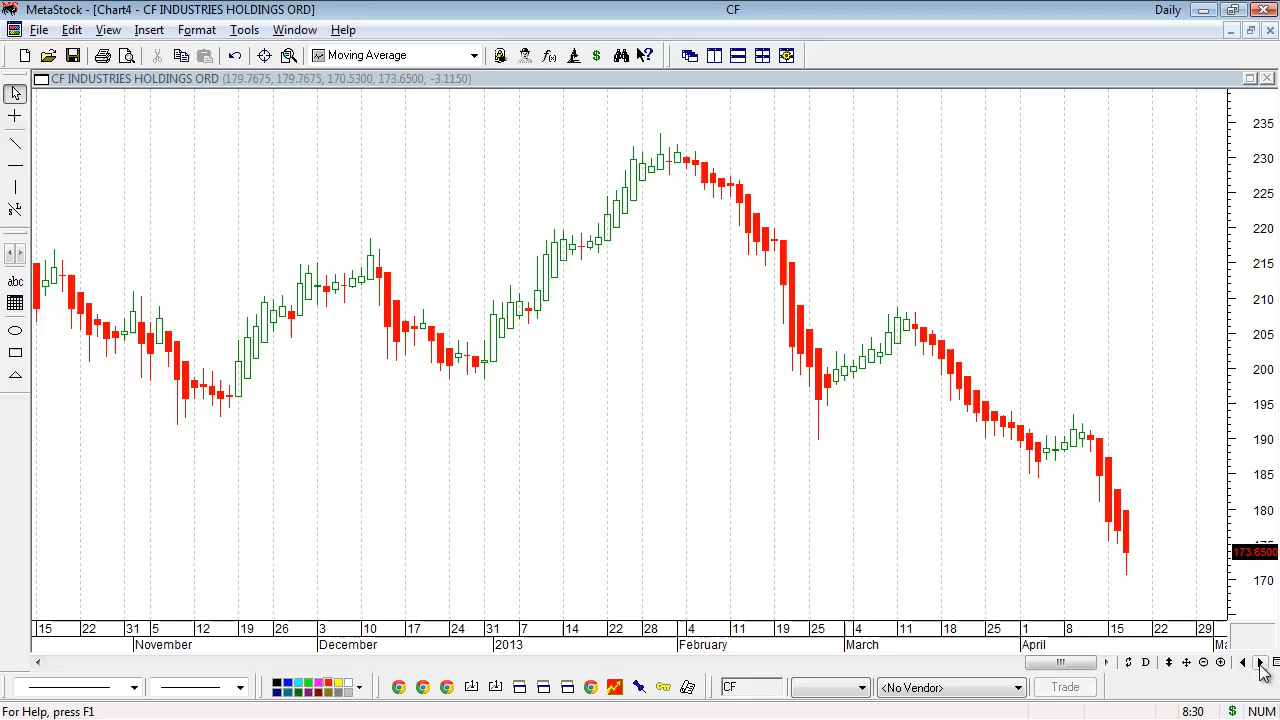 MetaStock - [Chart4 - CF INDUSTRIES HOLDINGS ORD]
CF
Daily
File Edit View Insert Format Tools Window Help
Moving Average
CF INDUSTRIES HOLDINGS ORD (179.7675, 179.7675, 170.5300, 173.6500, -3.1150)
abc
235
230
225
220
215
210
205
200
195
190
185
180
173.6500
170
15 22 31 5 12 19 26 3 10 17 24 31 7 14 22 28 4 11 19 25 4 11 18 25 1 8 15 22 29
November December 2013 February March April
D
<No Vendor>
Trade
For Help, press F1
8:30 $ NUM